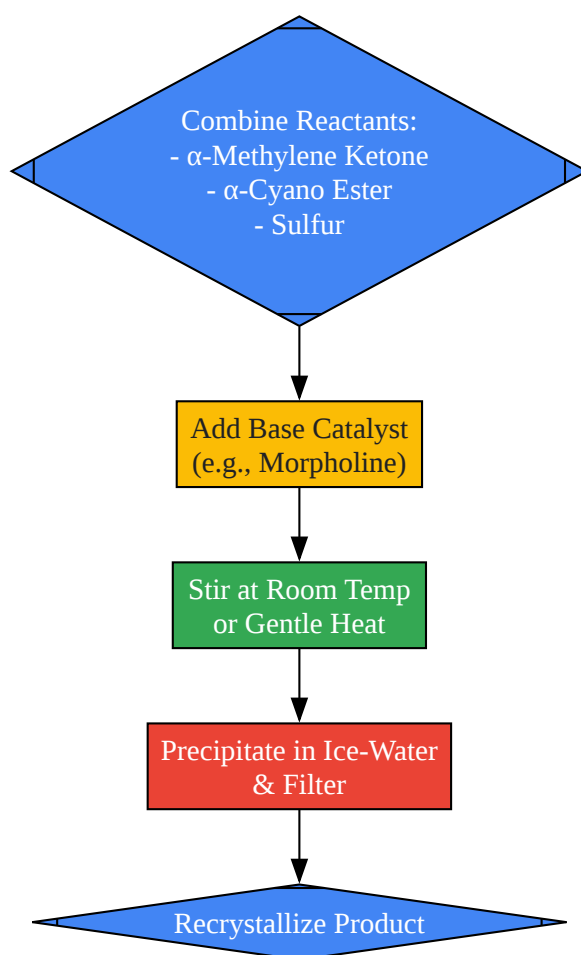 Combine Reactants:
- α-Methylene Ketone
- α-Cyano Ester
- Sulfur
Add Base Catalyst
(e.g., Morpholine)
Stir at Room Temp
or Gentle Heat
Precipitate in Ice-Water
& Filter
Recrystallize Product